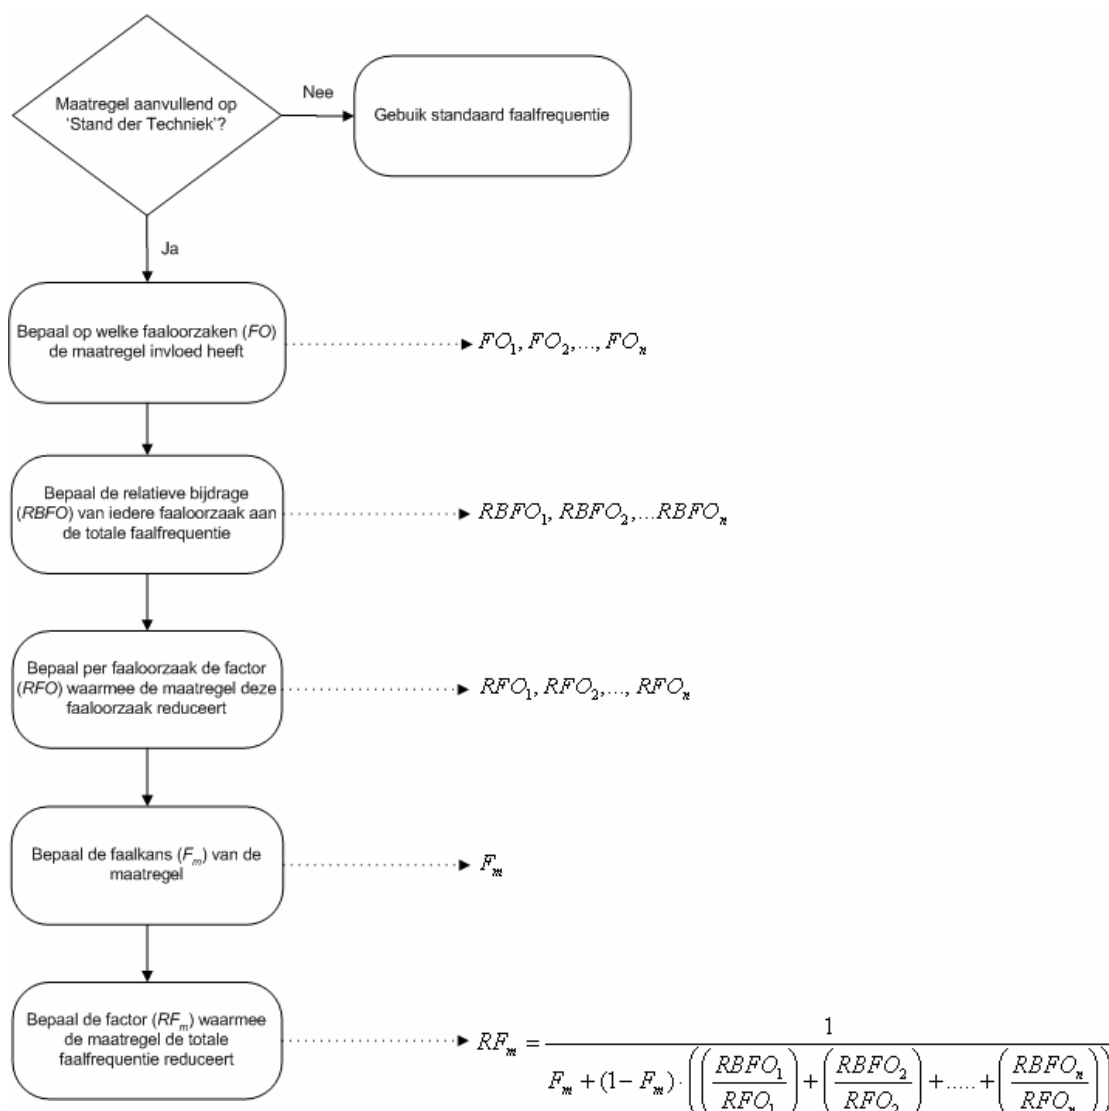 Maatregel aanvullend op
'Stand der Techniek'?
Nee
Gebuik standaard faalfrequentie
Ja
Bepaal op welke faaloorzaken (FO)
de maatregel invloed heeft
FO₁, FO₂,..., FOₙ
Bepaal de relatieve bijdrage
(RBFO) van iedere faaloorzaak aan
de totale faalfrequentie
RBFO₁, RBFO₂,...RBFOₙ
Bepaal per faaloorzaak de factor
(RFO) waarmee de maatregel deze
faaloorzaak reduceert
RFO₁, RFO₂,..., RFOₙ
Bepaal de faalkans (Fₘ) van de
maatregel
Fₘ
Bepaal de factor (RFₘ) waarmee
de maatregel de totale
faalfrequentie reduceert
RFₘ = 1 / (Fₘ + (1 − Fₘ) · ((RBFO₁ / RFO₁) + (RBFO₂ / RFO₂) + ..... + (RBFOₙ / RFOₙ)))